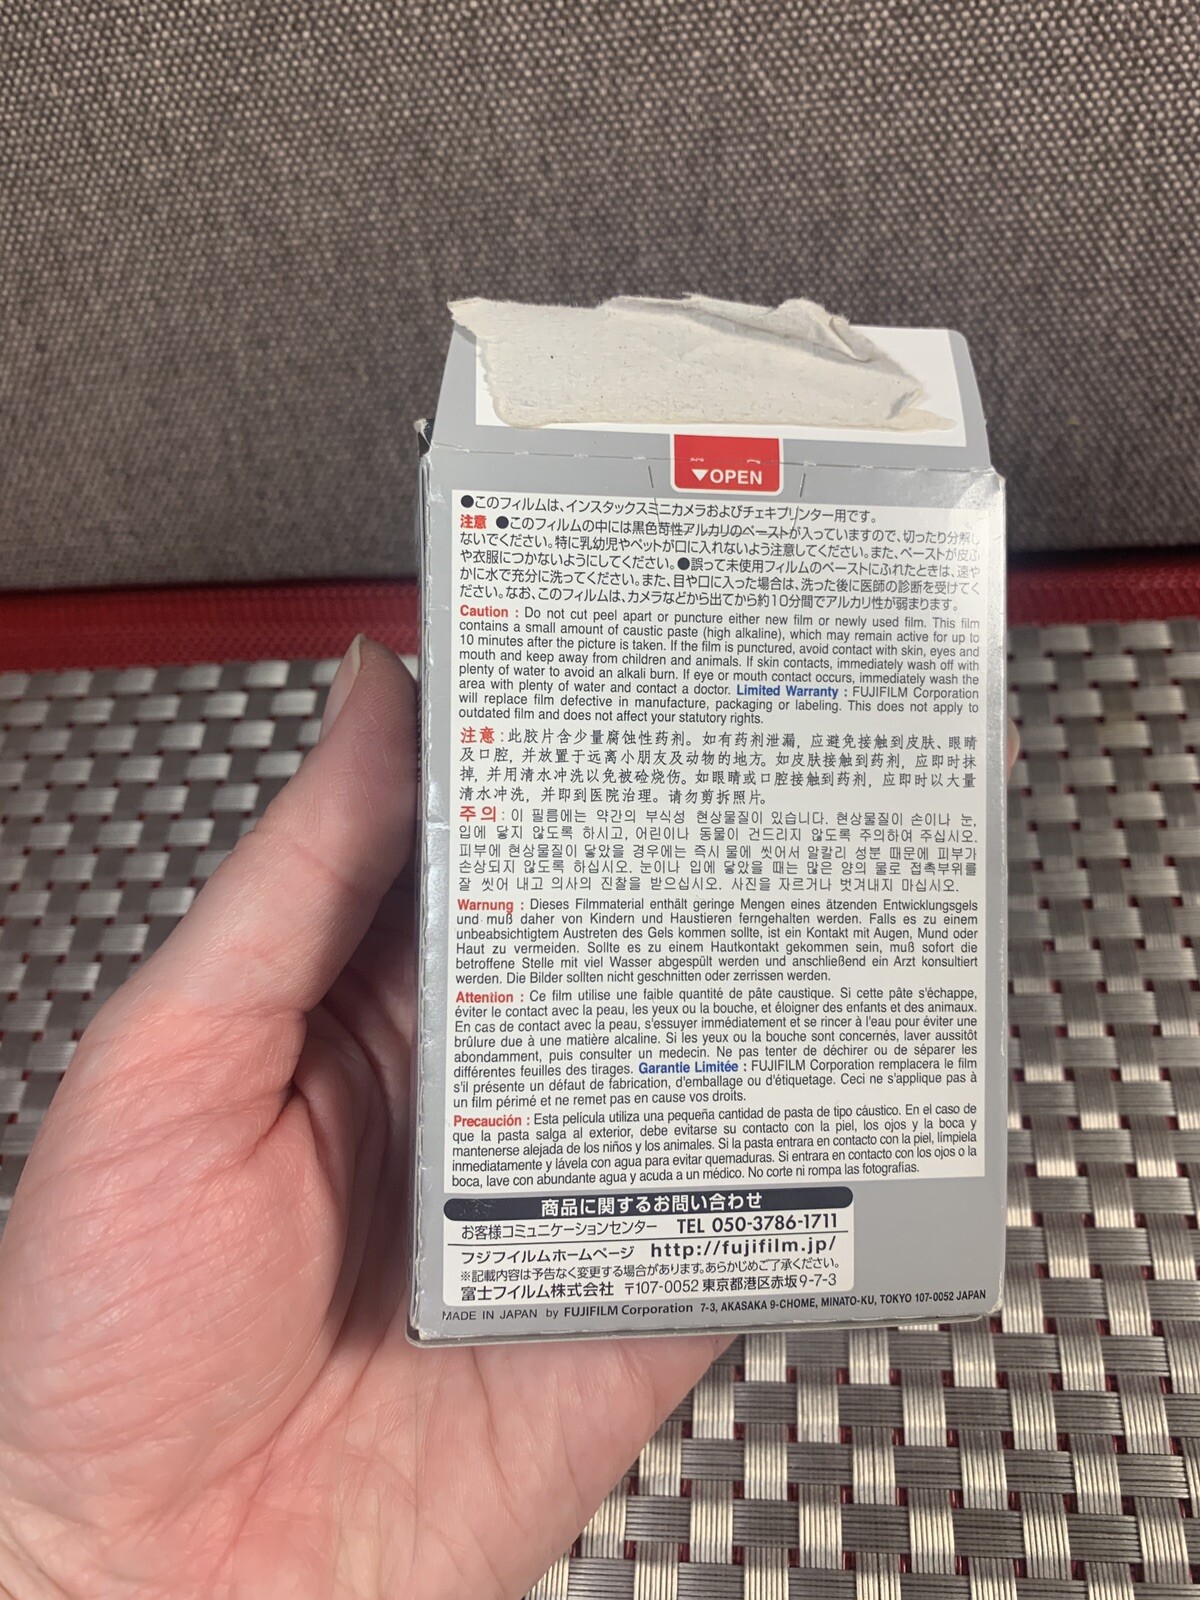 ▼OPEN
●このフィルムは、インスタックスミニカメラおよびチェキプリンター用です。
注意 ●このフィルムの中には黒色苛性アルカリのペーストが入っていますので、切ったり分解し
ないでください。特に乳幼児やペットが口に入れないよう注意してください。また、ペーストが皮ふ
や衣服につかないようにしてください。●誤って未使用フィルムのペーストにふれたときは、速や
かに水で充分に洗ってください。また、目や口に入った場合は、洗った後に医師の診断を受けてく
ださい。なお、このフィルムは、カメラなどから出てから約10分間でアルカリ性が弱まります。
Caution : Do not cut peel apart or puncture either new film or newly used film. This film
contains a small amount of caustic paste (high alkaline), which may remain active for up to
10 minutes after the picture is taken. If the film is punctured, avoid contact with skin, eyes and
mouth and keep away from children and animals. If skin contacts, immediately wash off with
plenty of water to avoid an alkali burn. If eye or mouth contact occurs, immediately wash the
area with plenty of water and contact a doctor. Limited Warranty : FUJIFILM Corporation
will replace film defective in manufacture, packaging or labeling. This does not apply to
outdated film and does not affect your statutory rights.
注意:此胶片含少量腐蚀性药剂。如有药剂泄漏，应避免接触到皮肤、眼睛
及口腔，并放置于远离小朋友及动物的地方。如皮肤接触到药剂，应即时抹
掉，并用清水冲洗以免被硷烧伤。如眼睛或口腔接触到药剂，应即时以大量
清水冲洗，并即到医院治理。请勿剪拆照片。
주의: 이 필름에는 약간의 부식성 현상물질이 있습니다. 현상물질이 손이나 눈,
입에 닿지 않도록 하시고, 어린이나 동물이 건드리지 않도록 주의하여 주십시오.
피부에 현상물질이 닿았을 경우에는 즉시 물에 씻어서 알칼리 성분 때문에 피부가
손상되지 않도록 하십시오. 눈이나 입에 닿았을 때는 많은 양의 물로 접촉부위를
잘 씻어 내고 의사의 진찰을 받으십시오. 사진을 자르거나 벗겨내지 마십시오.
Warnung : Dieses Filmmaterial enthält geringe Mengen eines ätzenden Entwicklungsgels
und muß daher von Kindern und Haustieren ferngehalten werden. Falls es zu einem
unbeabsichtigtem Austreten des Gels kommen sollte, ist ein Kontakt mit Augen, Mund oder
Haut zu vermeiden. Sollte es zu einem Hautkontakt gekommen sein, muß sofort die
betroffene Stelle mit viel Wasser abgespült werden und anschließend ein Arzt konsultiert
werden. Die Bilder sollten nicht geschnitten oder zerrissen werden.
Attention : Ce film utilise une faible quantité de pâte caustique. Si cette pâte s'échappe,
éviter le contact avec la peau, les yeux ou la bouche, et éloigner des enfants et des animaux.
En cas de contact avec la peau, s'essuyer immédiatement et se rincer à l'eau pour éviter une
brûlure due à une matière alcaline. Si les yeux ou la bouche sont concernés, laver aussitôt
abondamment, puis consulter un medecin. Ne pas tenter de déchirer ou de séparer les
différentes feuilles des tirages. Garantie Limitée : FUJIFILM Corporation remplacera le film
s'il présente un défaut de fabrication, d'emballage ou d'étiquetage. Ceci ne s'applique pas à
un film périmé et ne remet pas en cause vos droits.
Precaución : Esta película utiliza una pequeña cantidad de pasta de tipo cáustico. En el caso de
que la pasta salga al exterior, debe evitarse su contacto con la piel, los ojos y la boca y
mantenerse alejada de los niños y los animales. Si la pasta entrara en contacto con la piel, límpiela
inmediatamente y lávela con agua para evitar quemaduras. Si entrara en contacto con los ojos o la
boca, lave con abundante agua y acuda a un médico. No corte ni rompa las fotografías.
商品に関するお問い合わせ
お客様コミュニケーションセンター TEL 050-3786-1711
フジフイルムホームページ http://fujifilm.jp/
※記載内容は予告なく変更する場合があります。あらかじめご了承ください。
富士フイルム株式会社 〒107-0052 東京都港区赤坂9-7-3
MADE IN JAPAN by FUJIFILM Corporation 7-3, AKASAKA 9-CHOME, MINATO-KU, TOKYO 107-0052 JAPAN